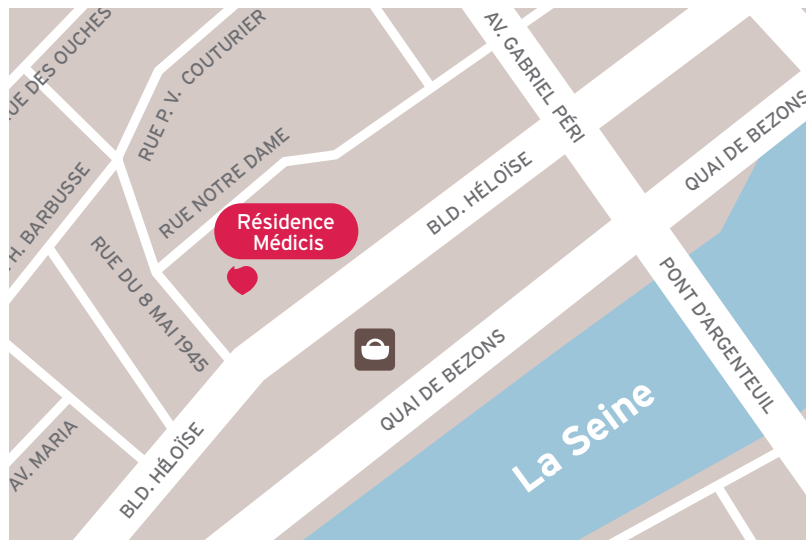 RUE DES OUCHES
RUE P. V. COUTURIER
AV. GABRIEL PÉRI
QUAI DE BEZONS
H. BARBUSSE
RUE NOTRE DAME
BLD. HÉLOÏSE
Résidence
Médicis
RUE DU 8 MAI 1945
PONT D'ARGENTEUIL
QUAI DE BEZONS
La Seine
AV. MARIA
BLD. HÉLOÏSE